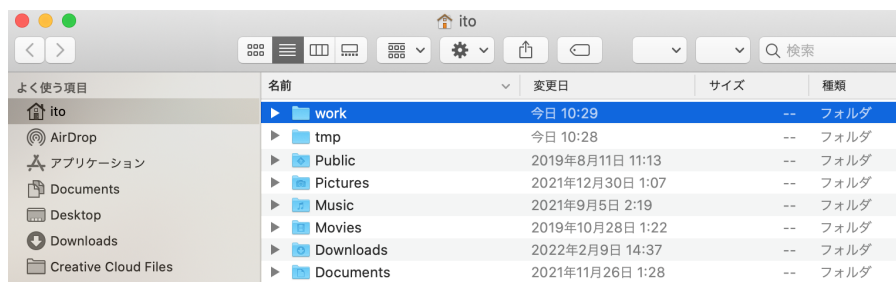 ito
検索
よく使う項目
ito
AirDrop
アプリケーション
Documents
Desktop
Downloads
Creative Cloud Files
名前 変更日 サイズ 種類
work 今日 10:29 -- フォルダ
tmp 今日 10:28 -- フォルダ
Public 2019年8月11日 11:13 -- フォルダ
Pictures 2021年12月30日 1:07 -- フォルダ
Music 2021年9月5日 2:19 -- フォルダ
Movies 2019年10月28日 1:22 -- フォルダ
Downloads 2022年2月9日 14:37 -- フォルダ
Documents 2021年11月26日 1:28 -- フォルダ